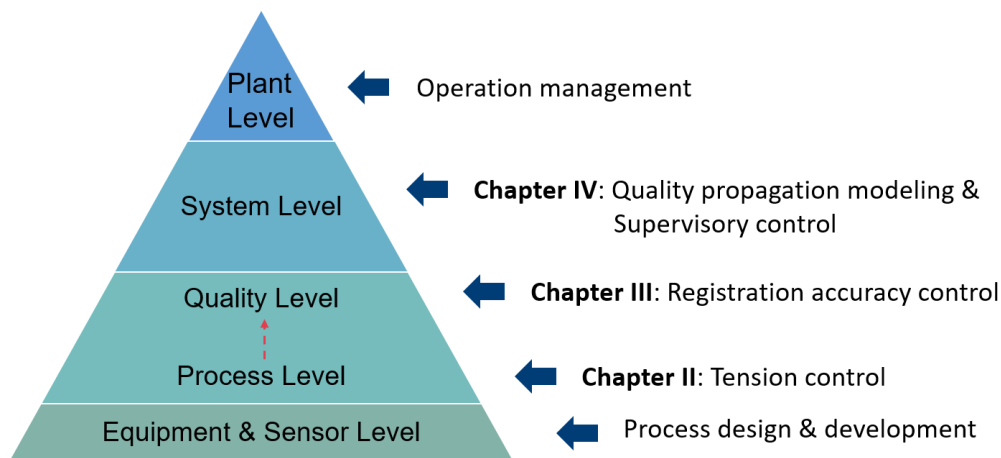 Plant
Level
Operation management
System Level
Chapter IV: Quality propagation modeling &
Supervisory control
Quality Level
Chapter III: Registration accuracy control
Process Level
Chapter II: Tension control
Equipment & Sensor Level
Process design & development